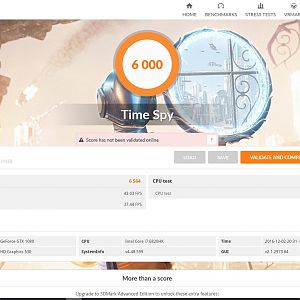 HOME
BENCHMARKS
STRESS TESTS
VRMAR
6 000
Time Spy
Score has not been validated online
?
LOAD
SAVE
VALIDATE AND COMPA
6 564
CPU test
43.03 FPS
CPU test
37.44 FPS
GeForce GTX 1080
CPU
Intel Core i7 6820HK
Time
2016-12-02 20:31
HD Graphics 530
SystemInfo
v4.48.599
GUI
v2.1.2973 64
More than a score
Upgrade to 3DMark Advanced Edition to unlock these extra features: